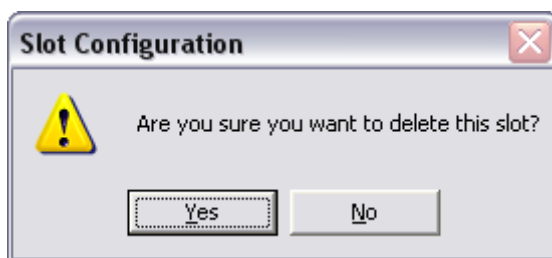 Slot Configuration
Are you sure you want to delete this slot?
Yes No